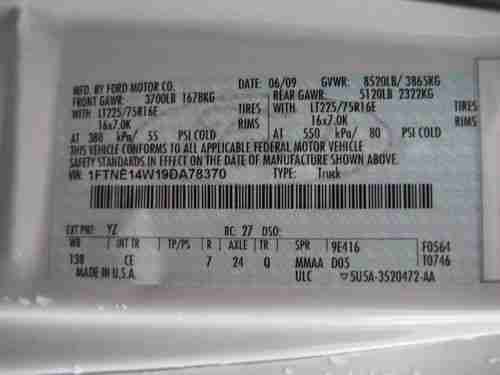 MFD. BY FORD MOTOR CO. DATE: 06/09 GVWR: 8520LB/ 3865KG
FRONT GAWR: 3700LB 1678KG REAR GAWR: 5120LB 2322KG
WITH LT225/75R16E TIRES WITH LT225/75R16E TIRES
16x7.0K RIMS 16x7.0K
AT 380 kPa/ 55 PSI COLD AT 550 kPa/ 80 PSI COLD
THIS VEHICLE CONFORMS TO ALL APPLICABLE FEDERAL MOTOR VEHICLE
SAFETY STANDARDS IN EFFECT ON THE DATE OF MANUFACTURE SHOWN ABOVE.
VIN: 1FTNE14W19DA78370 TYPE: Truck
EXT PNT: YZ RC: 27 DSO:
WB INT TR TP/PS R AXLE TR SPR 9E416 F0564
138 CE 7 24 Q MMAA D05 T0746
MADE IN U.S.A. ULC 5U5A-3520472-AA